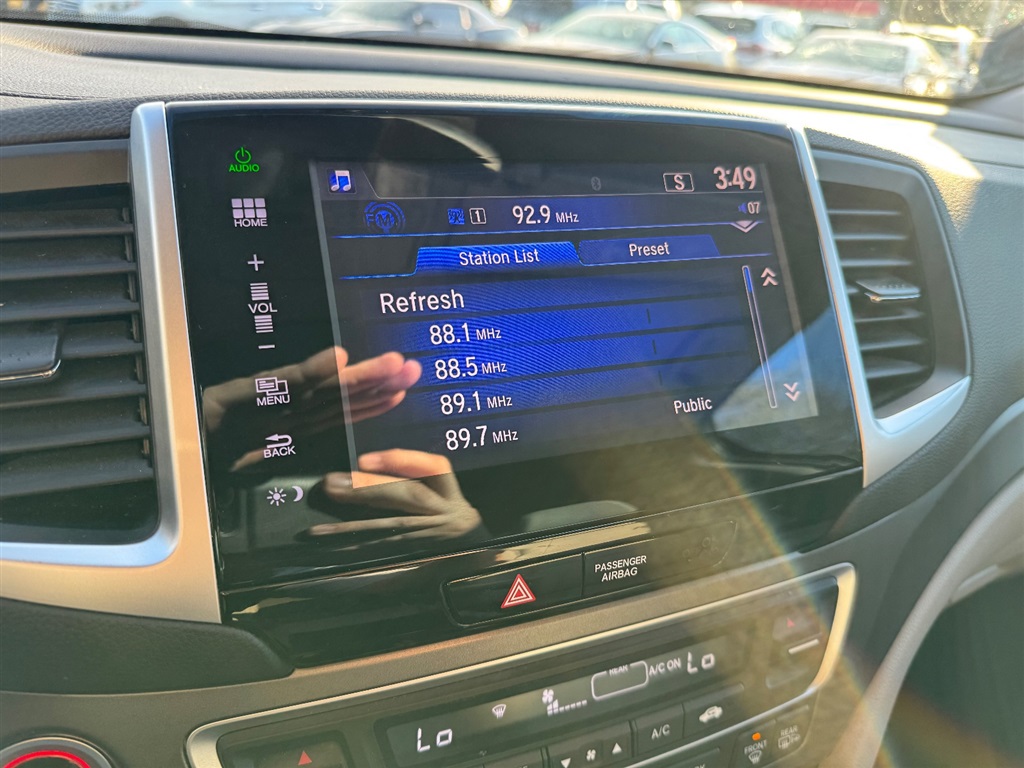 AUDIO
S 3:49
HOME
1 92.9 MHz 07
Station List Preset
+
Refresh
VOL
88.1 MHz
-
88.5 MHz
MENU
89.1 MHz
Public
89.7 MHz
BACK
PASSENGER
AIRBAG
REAR
A/C ON Lo
Lo
A/C
FRONT
REAR